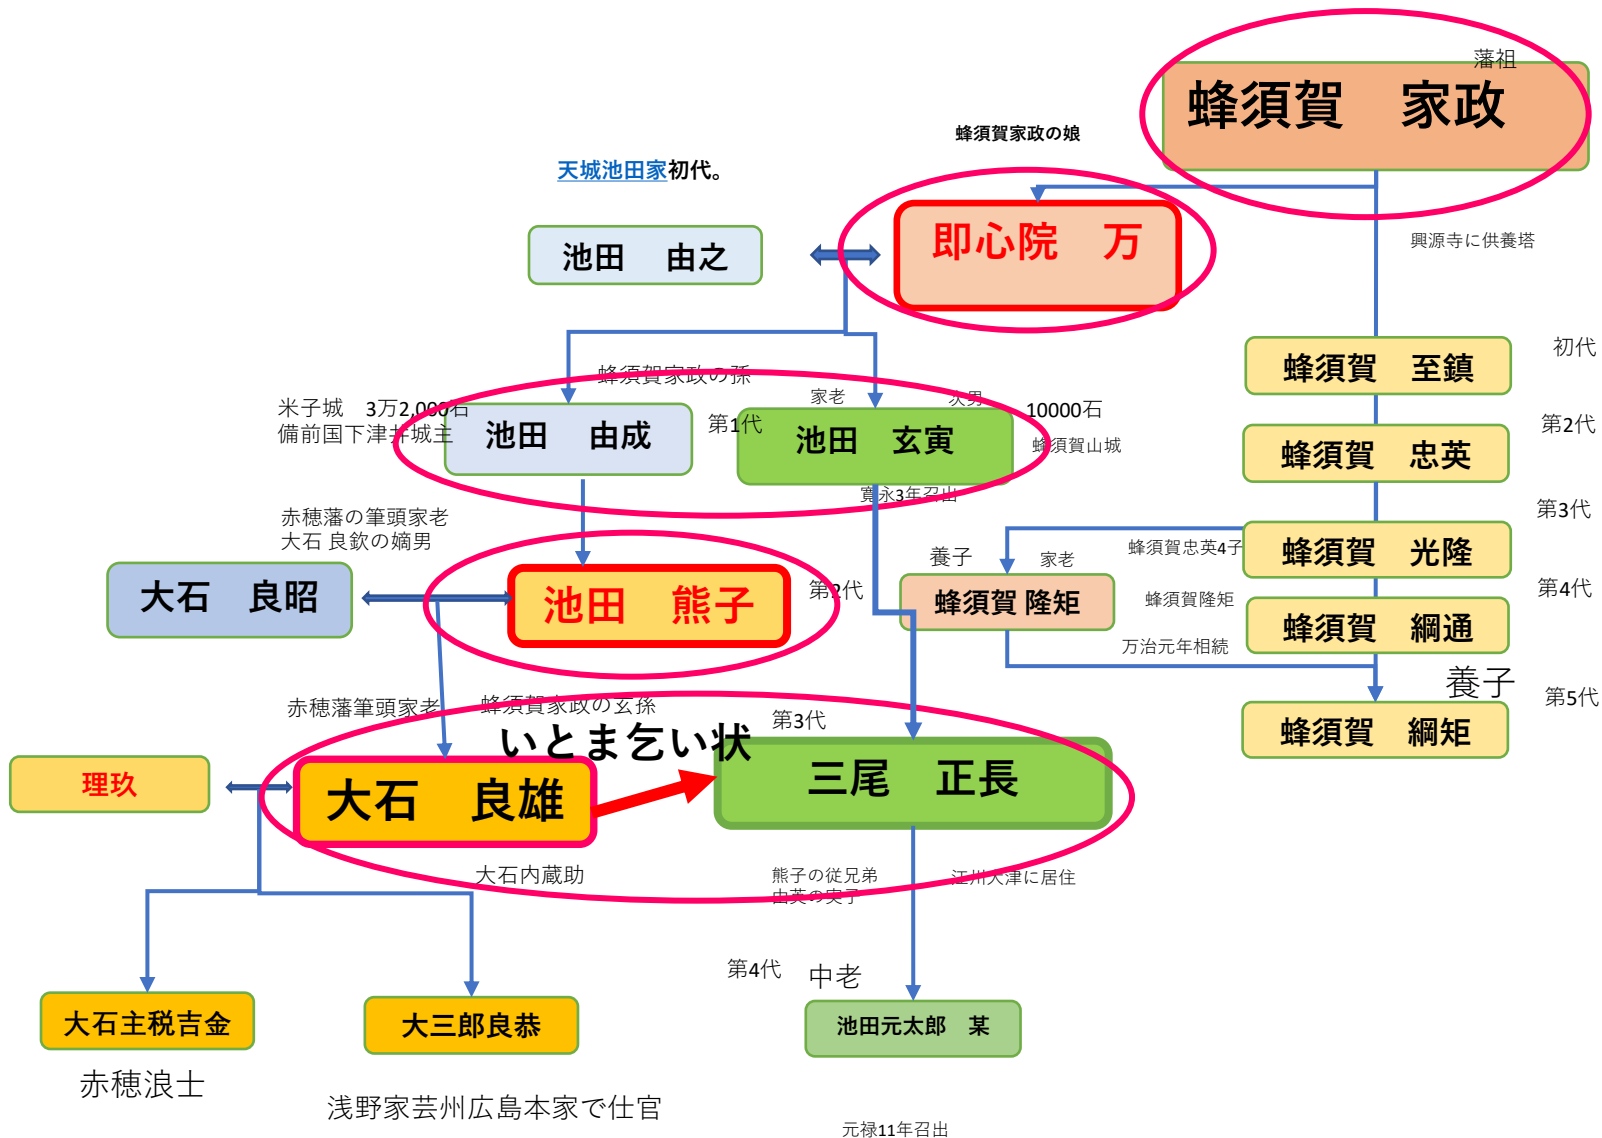 藩祖
蜂須賀　家政
蜂須賀家政の娘
天城池田家初代。
池田　由之
即心院　万
興源寺に供養塔
初代
蜂須賀　至鎮
蜂須賀家政の孫
家老
次男
米子城　3万2,000石
備前国下津井城主
池田　由成
第1代
池田　玄寅
10000石
蜂須賀山城
寛永3年召出
第2代
蜂須賀　忠英
第3代
蜂須賀　光隆
赤穂藩の筆頭家老
大石 良欽の嫡男
養子
家老
蜂須賀忠英4子
大石　良昭
池田　熊子
第2代
蜂須賀 隆矩
蜂須賀隆矩
第4代
蜂須賀　綱通
万治元年相続
養子
第5代
蜂須賀　綱矩
赤穂藩筆頭家老
蜂須賀家政の玄孫
いとま乞い状
第3代
理玖
大石　良雄
三尾　正長
大石内蔵助
熊子の従兄弟
由英の実子
江州大津に居住
第4代
中老
大石主税吉金
大三郎良恭
池田元太郎　某
赤穂浪士
浅野家芸州広島本家で仕官
元禄11年召出